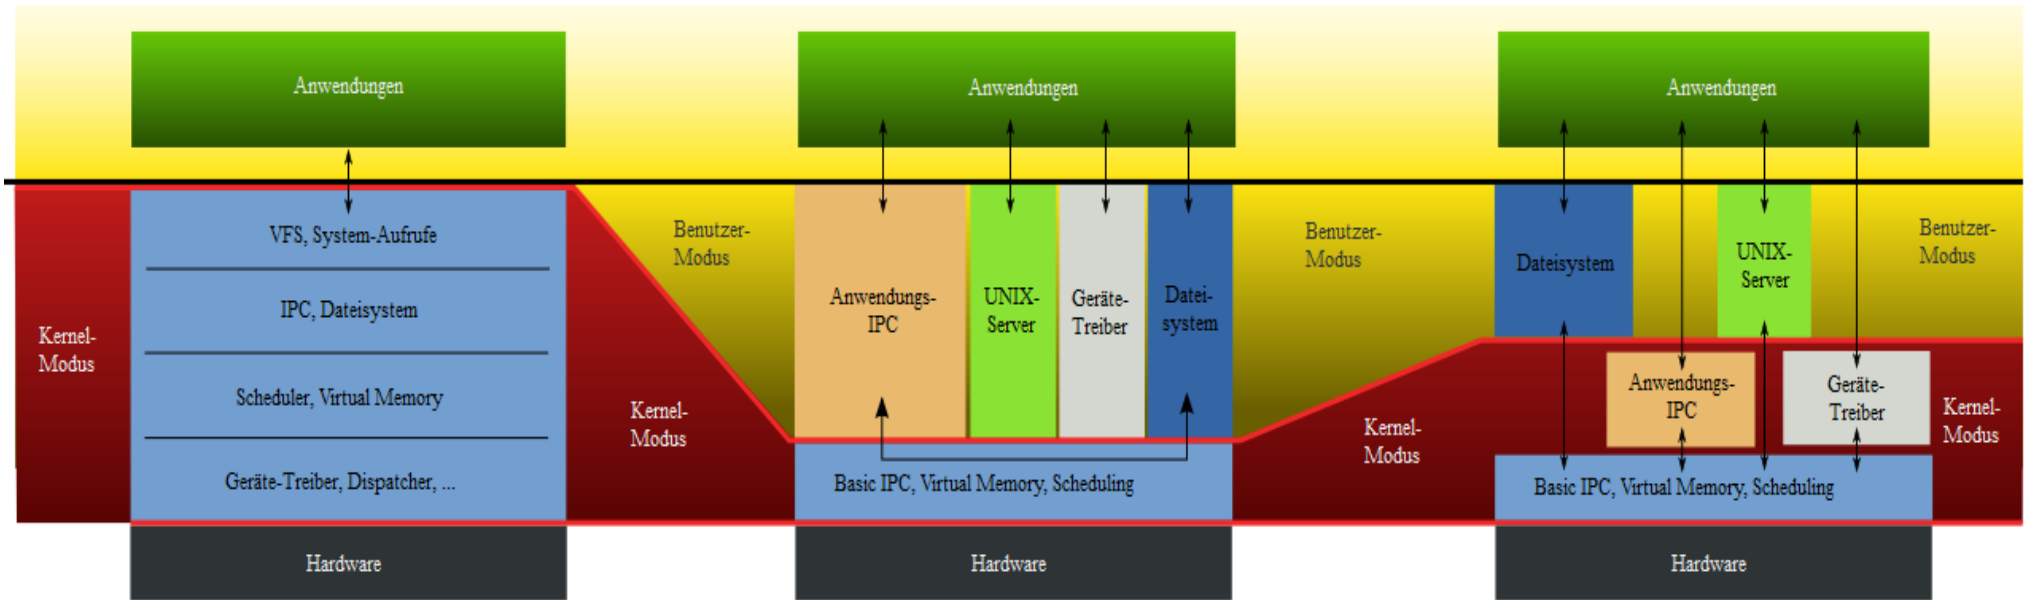 Anwendungen
VFS, System-Aufrufe
IPC, Dateisystem
Scheduler, Virtual Memory
Geräte-Treiber, Dispatcher, ...
Hardware
Kernel-
Modus
Benutzer-
Modus
Kernel-
Modus
Anwendungen
Anwendungs-
IPC
UNIX-
Server
Geräte-
Treiber
Datei-
system
Basic IPC, Virtual Memory, Scheduling
Hardware
Benutzer-
Modus
Kernel-
Modus
Anwendungen
Dateisystem
UNIX-
Server
Benutzer-
Modus
Anwendungs-
IPC
Geräte-
Treiber
Kernel-
Modus
Basic IPC, Virtual Memory, Scheduling
Hardware